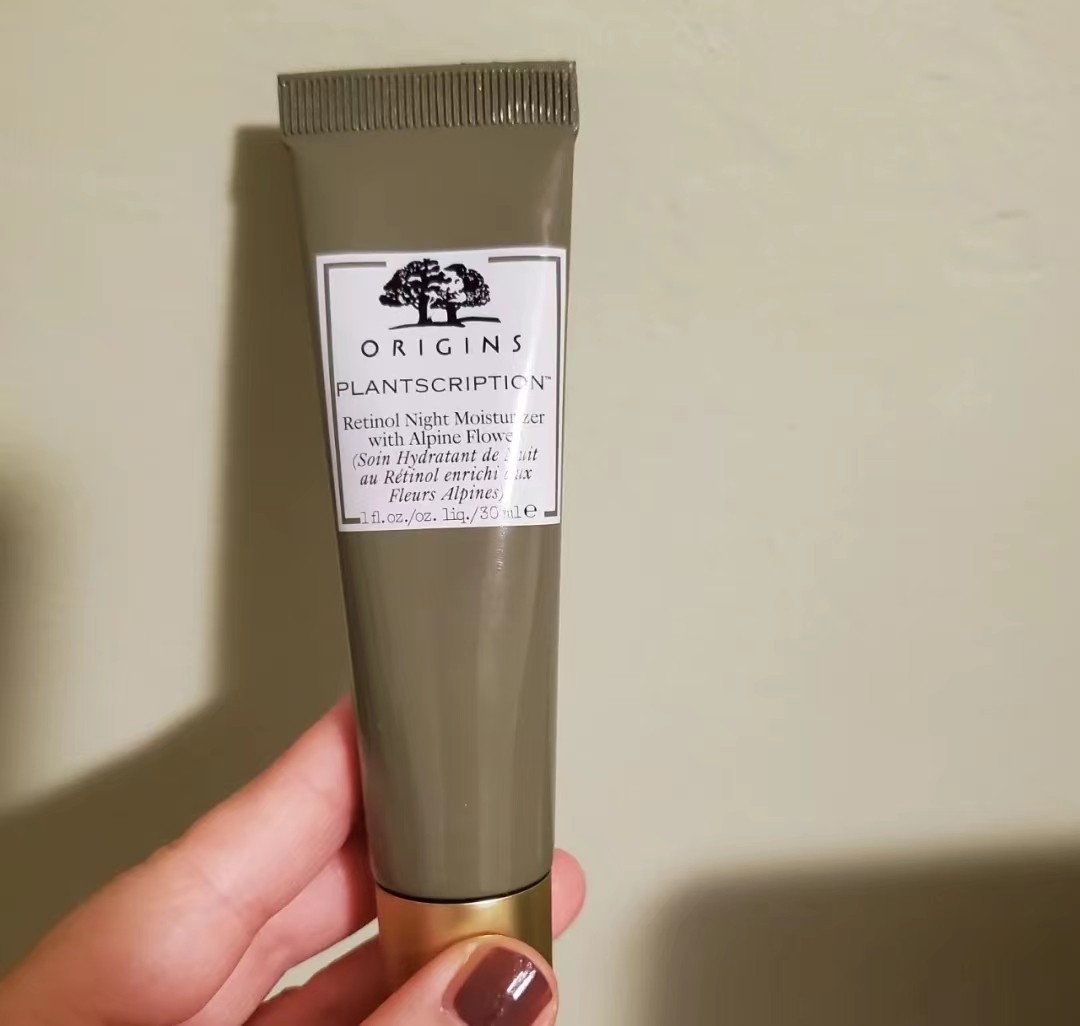 ORIGINS
PLANTSCRIPTION™
Retinol Night Moisturizer
with Alpine Flower
(Soin Hydratant de Nuit
au Rétinol enrichi aux
Fleurs Alpines)
1 fl.oz./oz. liq./30 ml e